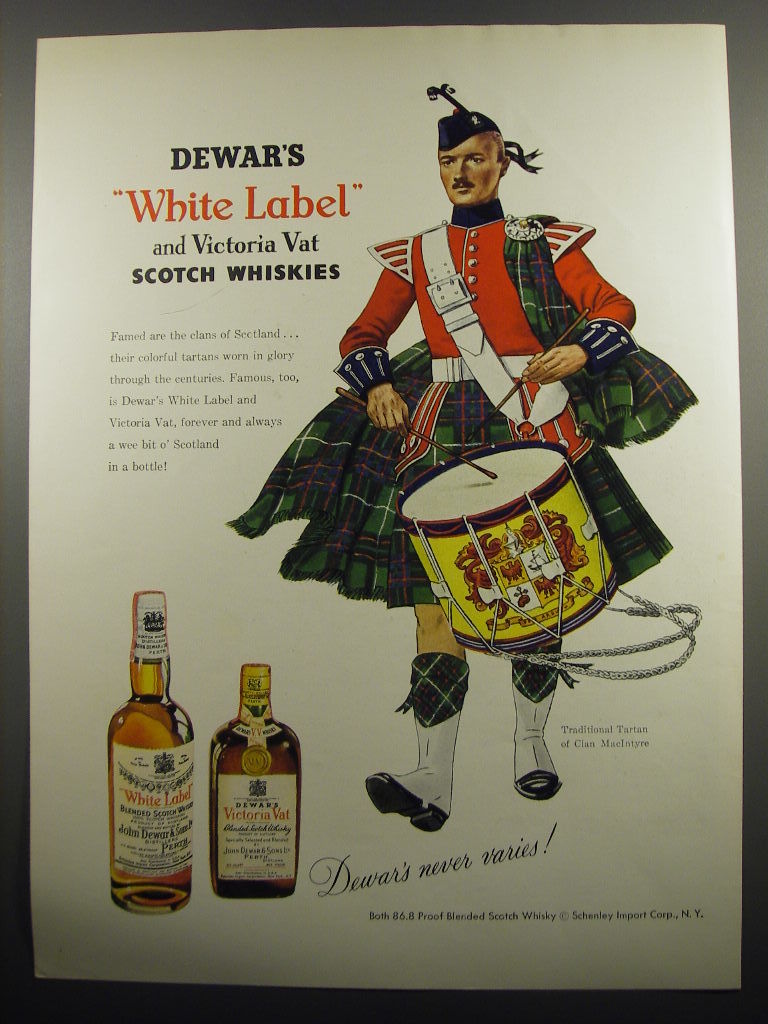 DEWAR'S
"White Label"
and Victoria Vat
SCOTCH WHISKIES
Famed are the clans of Scotland . . .
their colorful tartans worn in glory
through the centuries. Famous, too,
is Dewar's White Label and
Victoria Vat, forever and always
a wee bit o' Scotland
in a bottle!
Traditional Tartan
of Clan MacIntyre
"White Label"
BLENDED SCOTCH WHISKY
John Dewar & Sons Ltd
DISTILLERS
PERTH
DEWAR'S
Victoria Vat
Blended Scotch Whisky
JOHN DEWAR & SONS LTD
PERTH
Dewar's never varies!
Both 86.8 Proof Blended Scotch Whisky © Schenley Import Corp., N. Y.